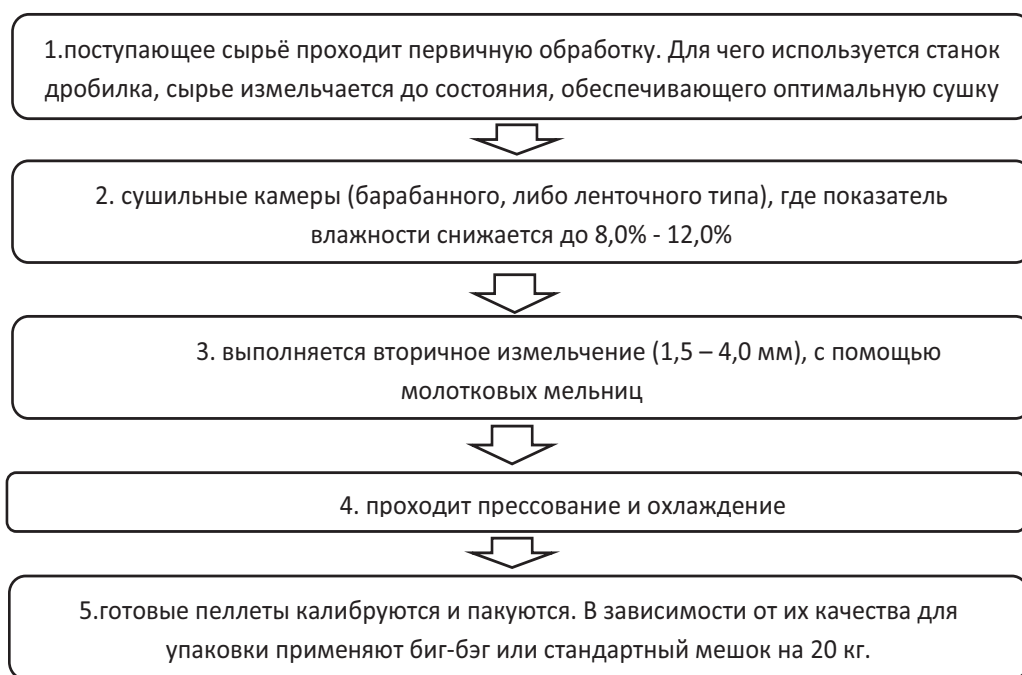 1.поступающее сырьё проходит первичную обработку. Для чего используется станок
дробилка, сырье измельчается до состояния, обеспечивающего оптимальную сушку
2. сушильные камеры (барабанного, либо ленточного типа), где показатель
влажности снижается до 8,0% - 12,0%
3. выполняется вторичное измельчение (1,5 – 4,0 мм), с помощью
молотковых мельниц
4. проходит прессование и охлаждение
5.готовые пеллеты калибруются и пакуются. В зависимости от их качества для
упаковки применяют биг-бэг или стандартный мешок на 20 кг.